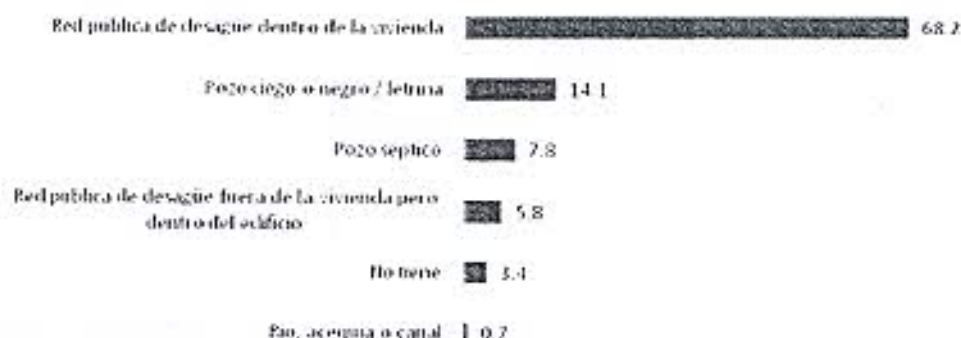 Red publica de desague dentro de la vivienda 68.2
Pozo ciego o negro / letrina 14.1
Pozo septico 7.8
Red publica de desagüe fuera de la vivienda pero
dentro del edificio 5.8
No tiene 3.4
Rio, acequia o canal 0.7